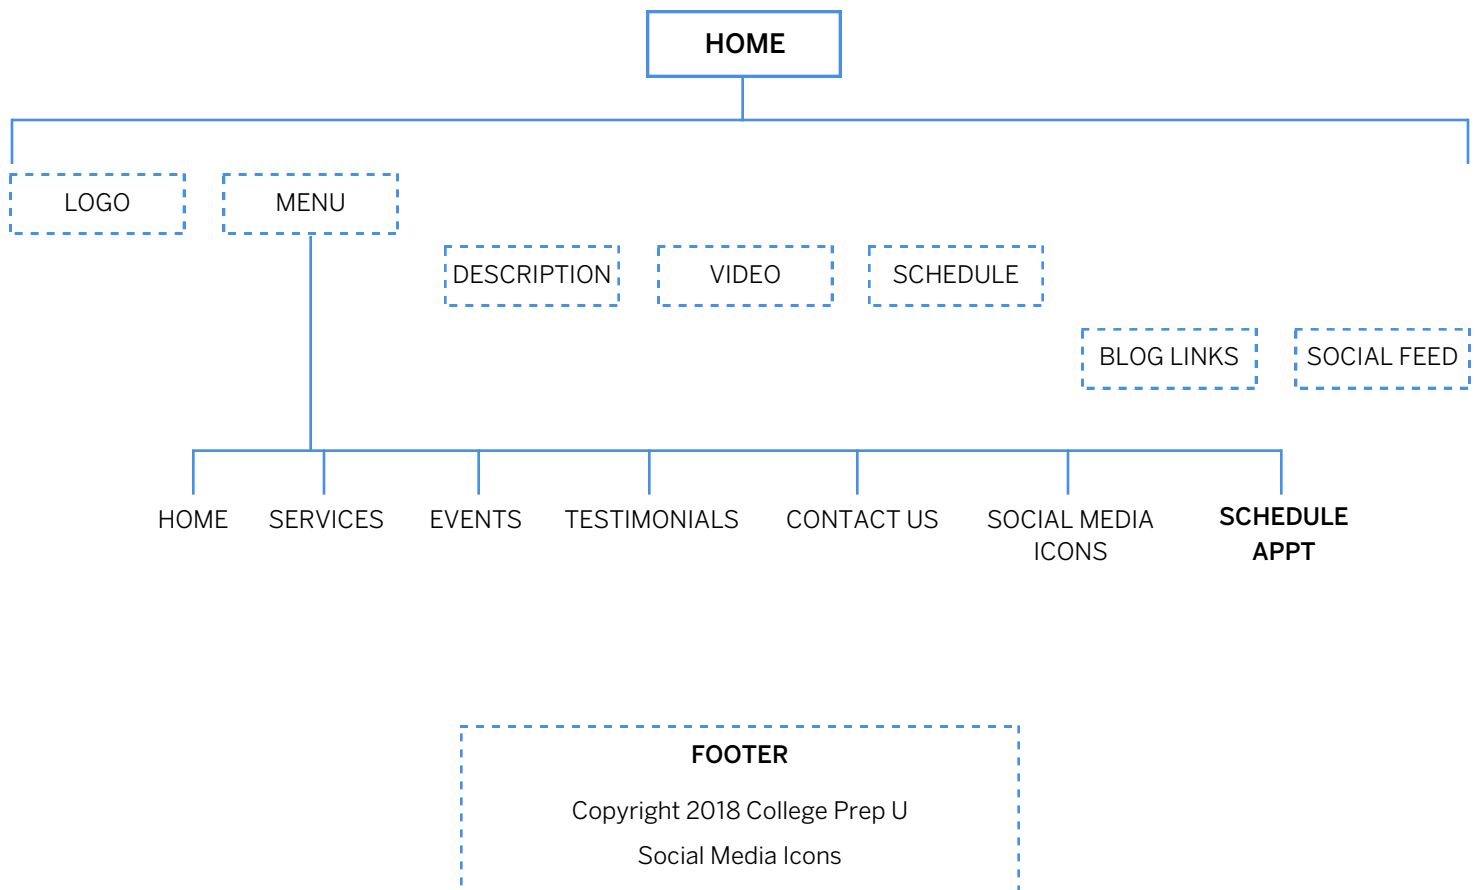 HOME
LOGO
MENU
DESCRIPTION
VIDEO
SCHEDULE
BLOG LINKS
SOCIAL FEED
HOME
SERVICES
EVENTS
TESTIMONIALS
CONTACT US
SOCIAL MEDIA
ICONS
SCHEDULE
APPT
FOOTER
Copyright 2018 College Prep U
Social Media Icons